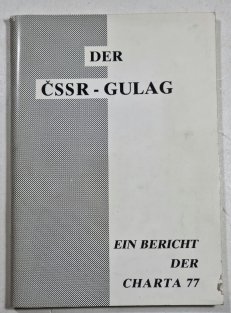 DER
ČSSR - GULAG
EIN BERICHT
DER
CHARTA 77